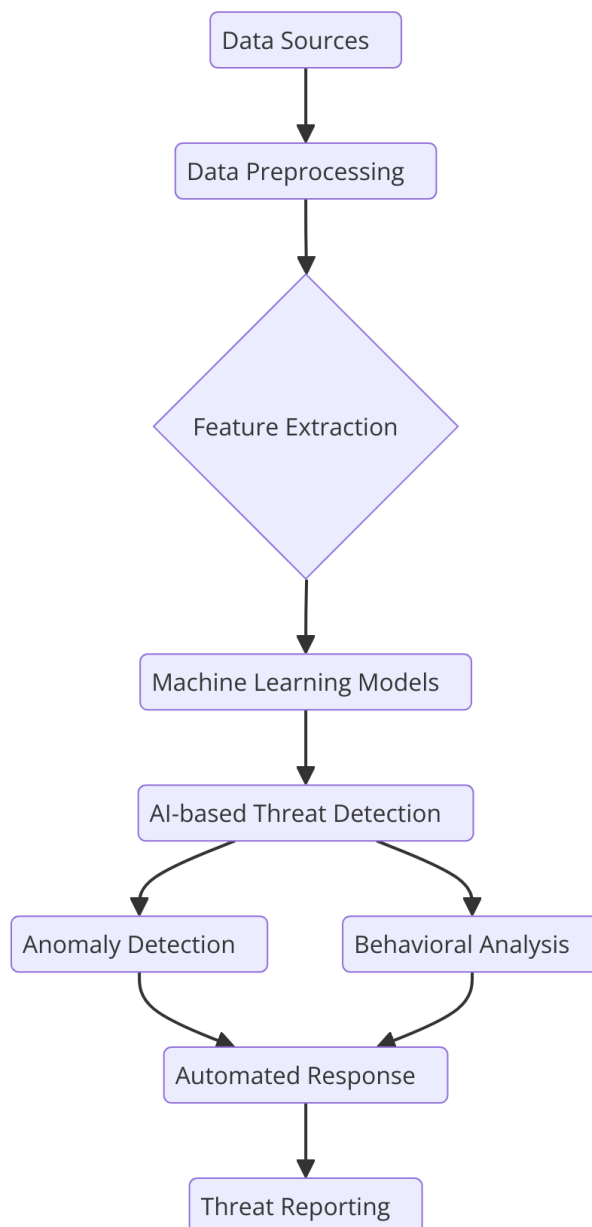 Data Sources
Data Preprocessing
Feature Extraction
Machine Learning Models
AI-based Threat Detection
Anomaly Detection
Behavioral Analysis
Automated Response
Threat Reporting